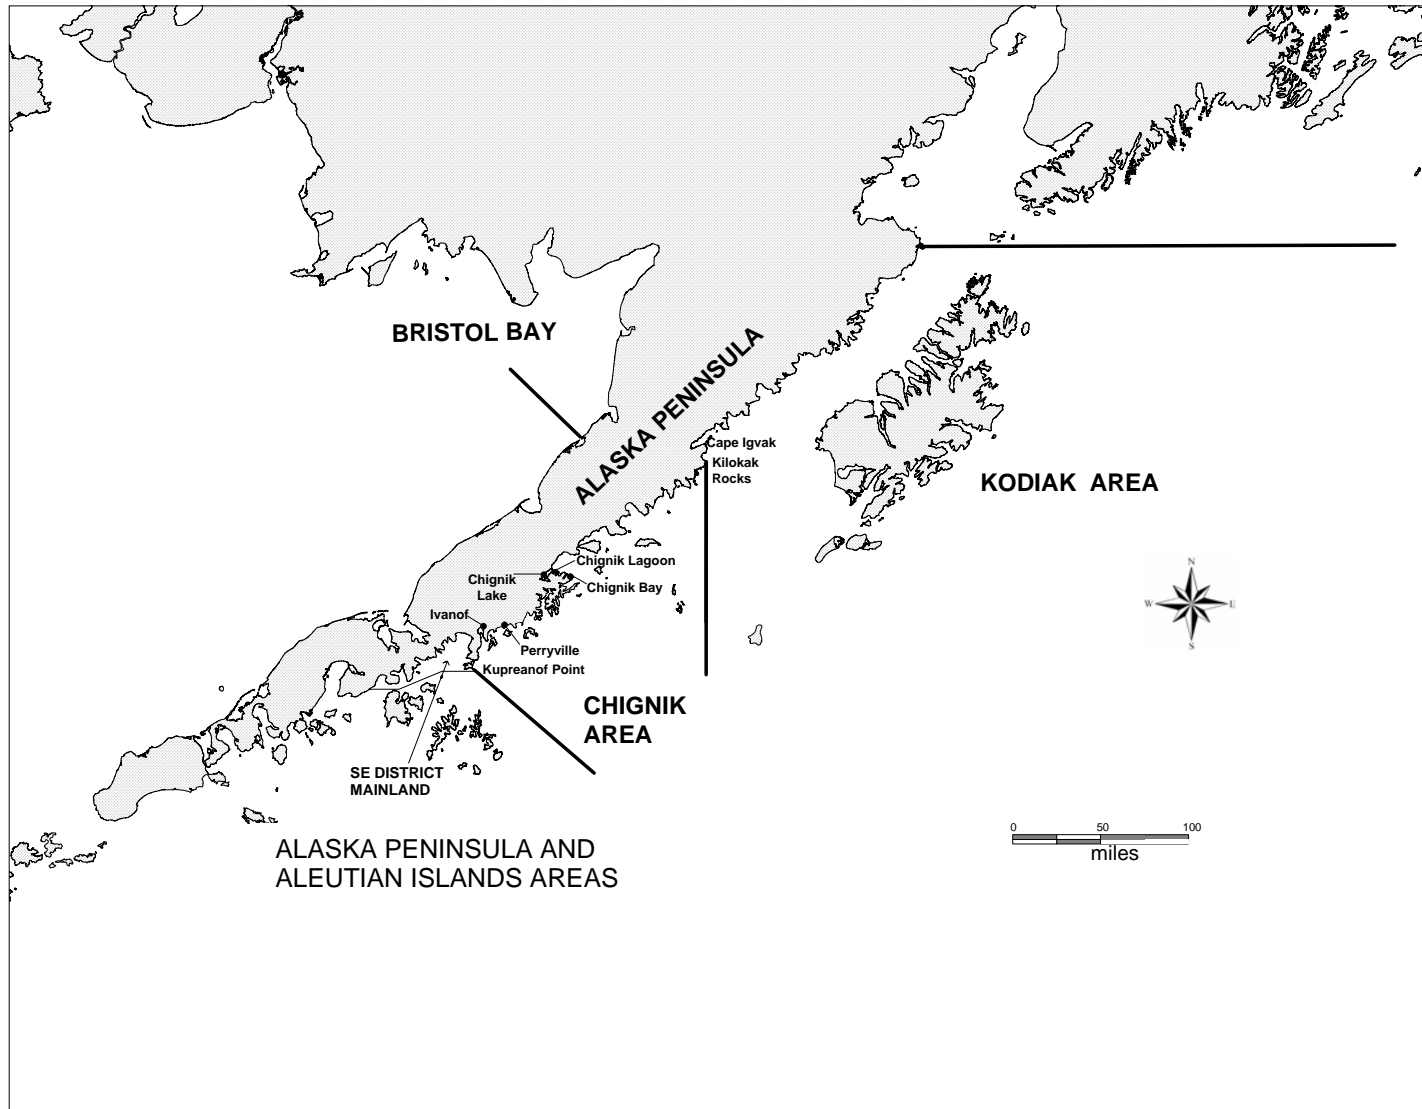 BRISTOL BAY
ALASKA PENINSULA
Cape Igvak
Kilokak
Rocks
KODIAK AREA
Chignik Lagoon
Chignik
Lake
Chignik Bay
N
W
E
S
Ivanof
Perryville
Kupreanof Point
CHIGNIK
AREA
SE DISTRICT
MAINLAND
0 50 100
miles
ALASKA PENINSULA AND
ALEUTIAN ISLANDS AREAS